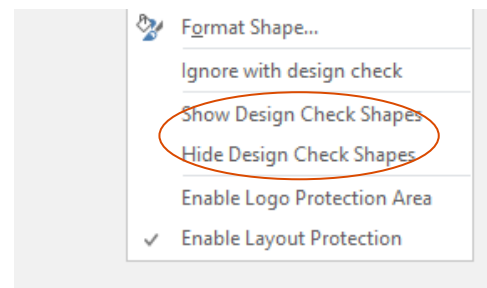 Format Shape...
Ignore with design check
Show Design Check Shapes
Hide Design Check Shapes
Enable Logo Protection Area
Enable Layout Protection